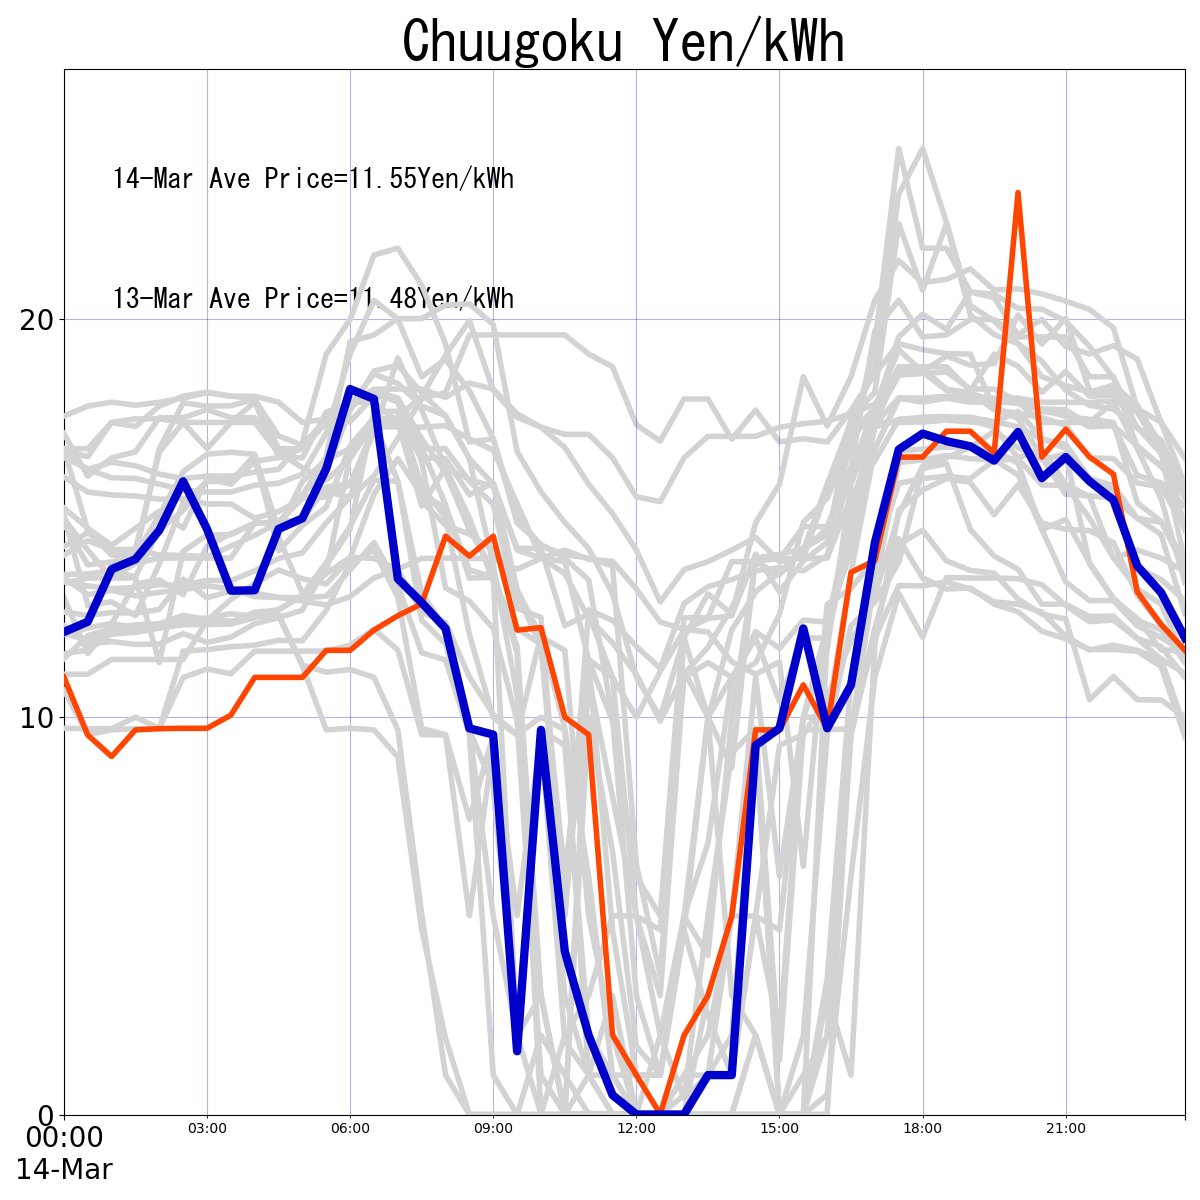 Chuugoku Yen/kWh
14-Mar Ave Price=11.55Yen/kWh
13-Mar Ave Price=11.48Yen/kWh
20
10
0
00:00 03:00 06:00 09:00 12:00 15:00 18:00 21:00
14-Mar